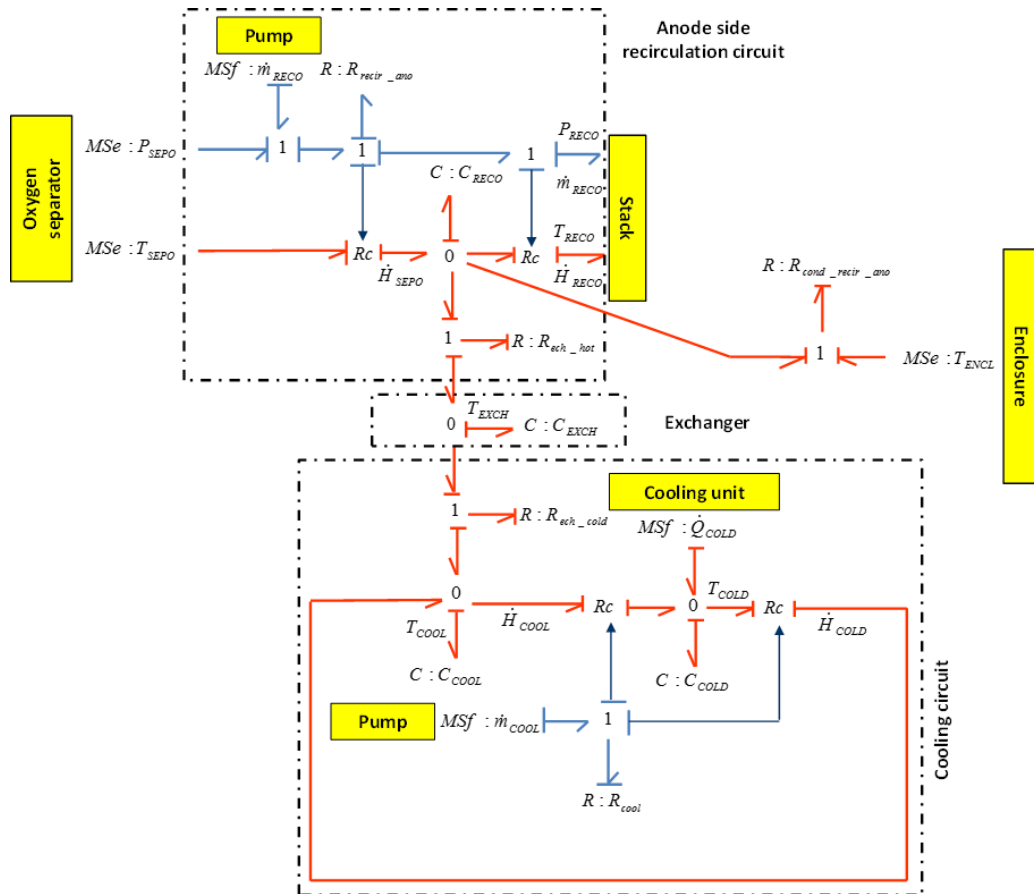 Pump
Anode side
recirculation circuit
MSf : ṁ_RECO
R : R_recir_ano
Oxygen
separator
MSe : P_SEPO
1
1
1
P_RECO
ṁ_RECO
C : C_RECO
Stack
MSe : T_SEPO
Rc
Ḣ_SEPO
0
Rc
T_RECO
Ḣ_RECO
R : R_cond_recir_ano
1
R : R_ech_hot
1
MSe : T_ENCL
Enclosure
T_EXCH
0
C : C_EXCH
Exchanger
Cooling unit
1
R : R_ech_cold
MSf : Q̇_COLD
0
T_COOL
Ḣ_COOL
Rc
0
T_COLD
Rc
Ḣ_COLD
C : C_COOL
C : C_COLD
Pump
MSf : ṁ_COOL
1
R : R_cool
Cooling circuit